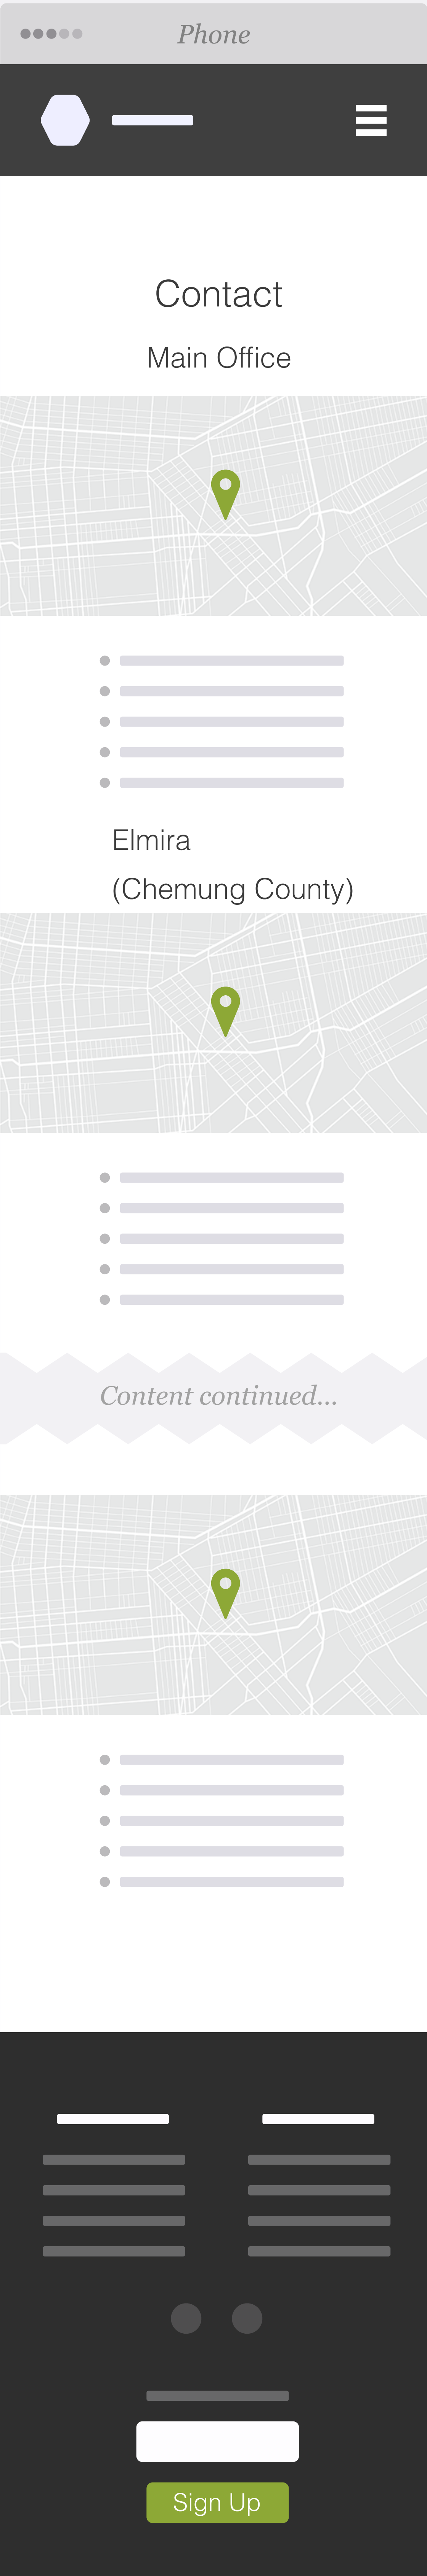 Phone
Contact
Main Office
Elmira
(Chemung County)
Content continued...
Sign Up